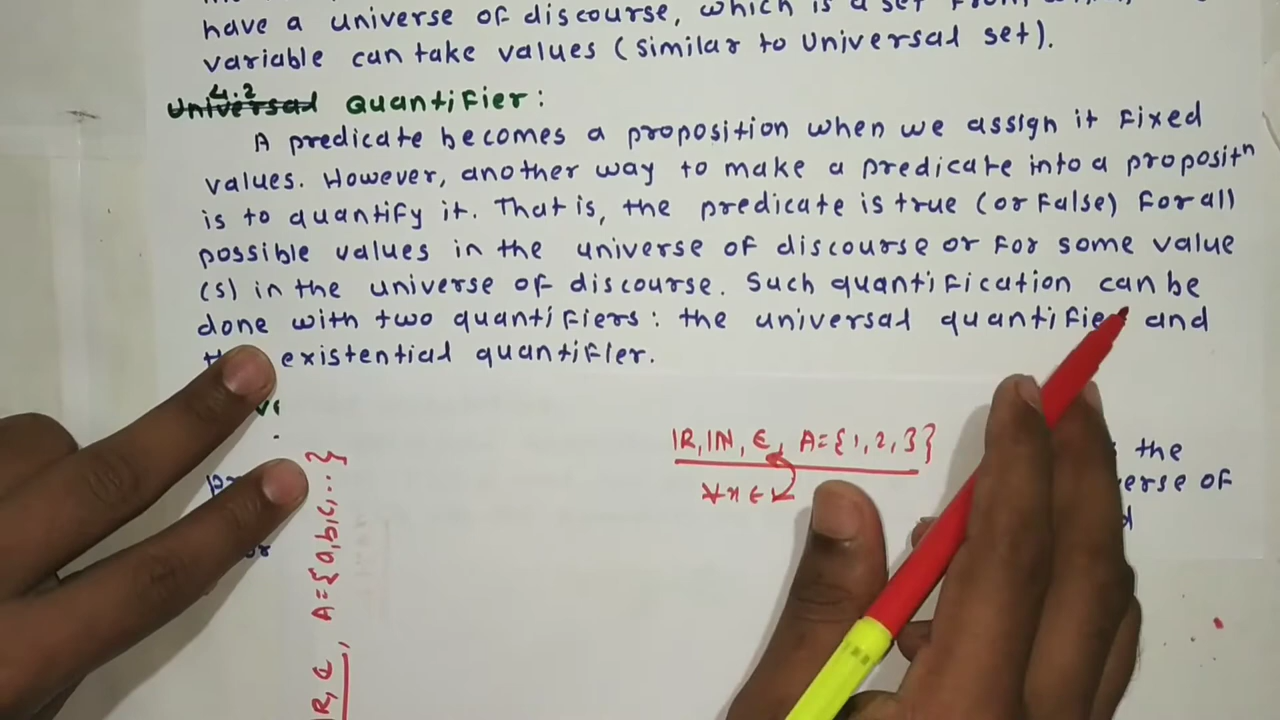 have a universe of discourse, which is a set from
variable can take values (similar to Universal set).
4.2
Universal Quantifier:
A predicate becomes a proposition when we assign it fixed
values. However, another way to make a predicate into a propositn
is to quantify it. That is, the predicate is true (or False) For all
possible values in the universe of discourse or For some value
(s) in the universe of discourse. Such quantification can be
done with two quantifiers: the universal quantifier and
existential quantifier.
IR, IN, ₵, A={1,2,3}
∀x ∈
the
erse of
or
A={a,b,c,...}
IR, ₵,